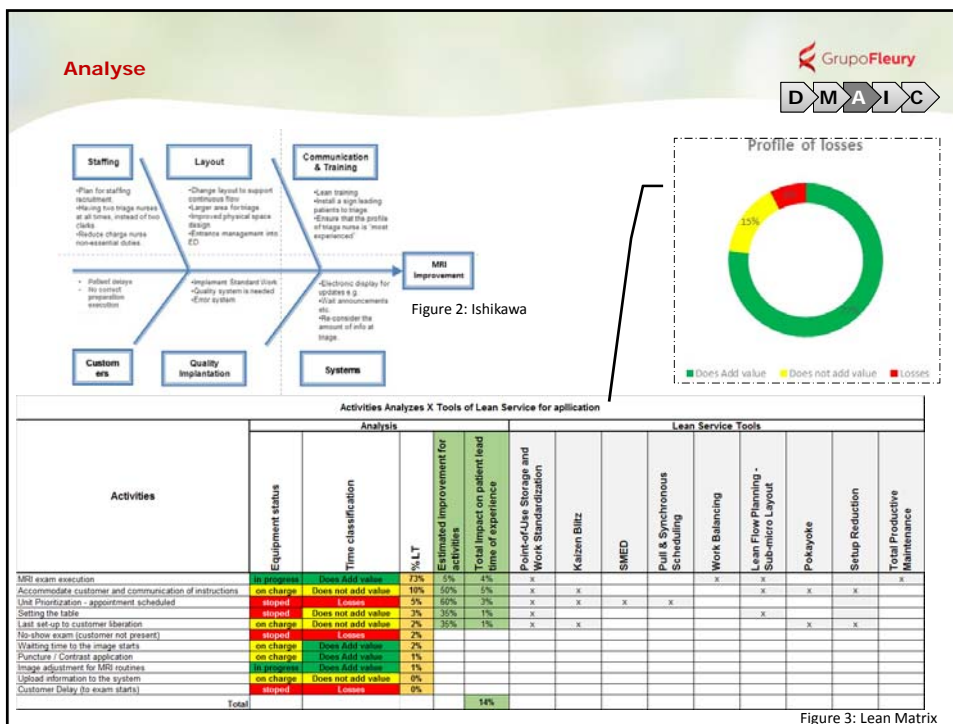 Analyse
GrupoFleury
D M A I C
Staffing
•Plan for staffing
recruitment.
•Having two triage nurses
at all times, instead of two
clerks
•Reduce charge nurse
non-essential duties.
Layout
•Change layout to support
continuous flow
•Larger area for triage
•Improved physical space
design.
•Entrance management into
ED
Communication
& Training
•Lean training
•Install a sign leading
patients to triage
•Ensure that the profile
of triage nurse is "most
experienced"
MRI
Improvement
• Patient delays
• No correct
preparation
execution
•Implement Standard Work
•Quality system is needed
•Error system
•Electronic display for
updates e.g.
•Wait announcements
etc.
•Re-consider the
amount of info at
triage.
Custom
ers
Quality
Implantation
Systems
Figure 2: Ishikawa
Profile of losses
15%
Does Add value Does not add value Losses
Activities Analyzes X Tools of Lean Service for apllication
Analysis Lean Service Tools
Activities
Equipment status
Time classification
% LT
Estimated improvement for
activities
Total Impact on patient lead
time of experience
Point-of-Use Storage and
Work Standardization
Kaizen Blitz
SMED
Pull & Synchronous
Scheduling
Work Balancing
Lean Flow Planning -
Sub-micro Layout
Pokayoke
Setup Reduction
Total Productive
Maintenance
MRI exam execution In progress Does Add value 73% 5% 4% x x x x
Accommodate customer and communication of instructions on charge Does not add value 10% 50% 5% x x x x x
Unit Prioritization - appointment scheduled stoped Losses 5% 60% 3% x x x x
Setting the table stoped Does not add value 3% 35% 1% x x
Last set-up to customer liberation on charge Does not add value 2% 35% 1% x x x x
No-show exam (customer not present) stoped Losses 2%
Waitting time to the image starts on charge Does Add value 2%
Puncture / Contrast application on charge Does Add value 1%
Image adjustment for MRI routines In progress Does Add value 1%
Upload information to the system on charge Does not add value 0%
Customer Delay (to exam starts) stoped Losses 0%
Total 14%
Figure 3: Lean Matrix